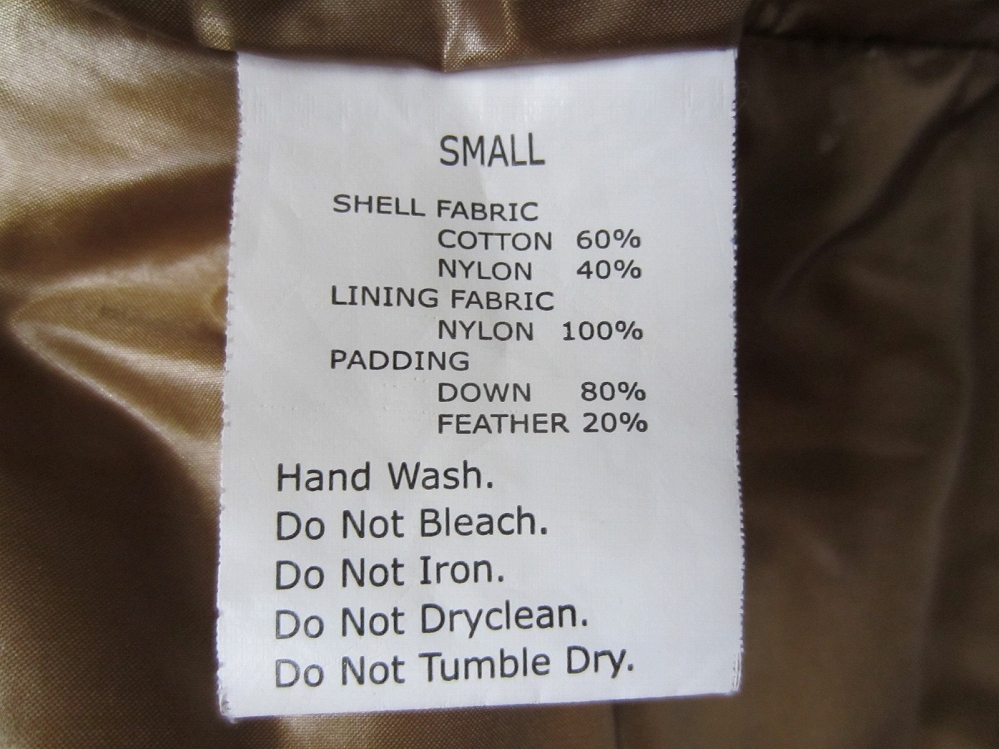 SMALL
SHELL FABRIC
COTTON 60%
NYLON 40%
LINING FABRIC
NYLON 100%
PADDING
DOWN 80%
FEATHER 20%
Hand Wash.
Do Not Bleach.
Do Not Iron.
Do Not Dryclean.
Do Not Tumble Dry.